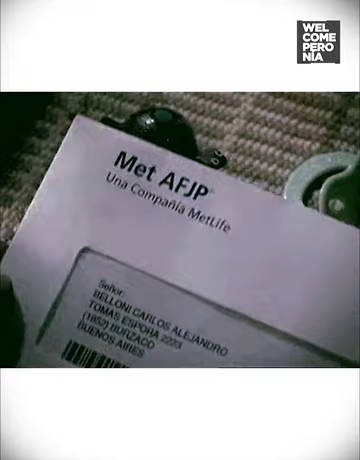 WEL
COME
PERO
NIA
Met AFJP
Una Compañía MetLife
Señor:
BELLONI CARLOS ALEJANDRO
TOMAS ESPORA 2223
(1852) BURZACO
BUENOS AIRES